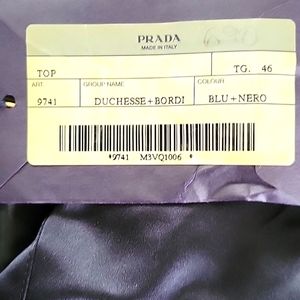 PRADA
MADE IN ITALY
TOP TG. 46
ART. GROUP NAME COLOUR
9741 DUCHESSE+BORDI BLU+NERO
*9741 M3VQ1006 *